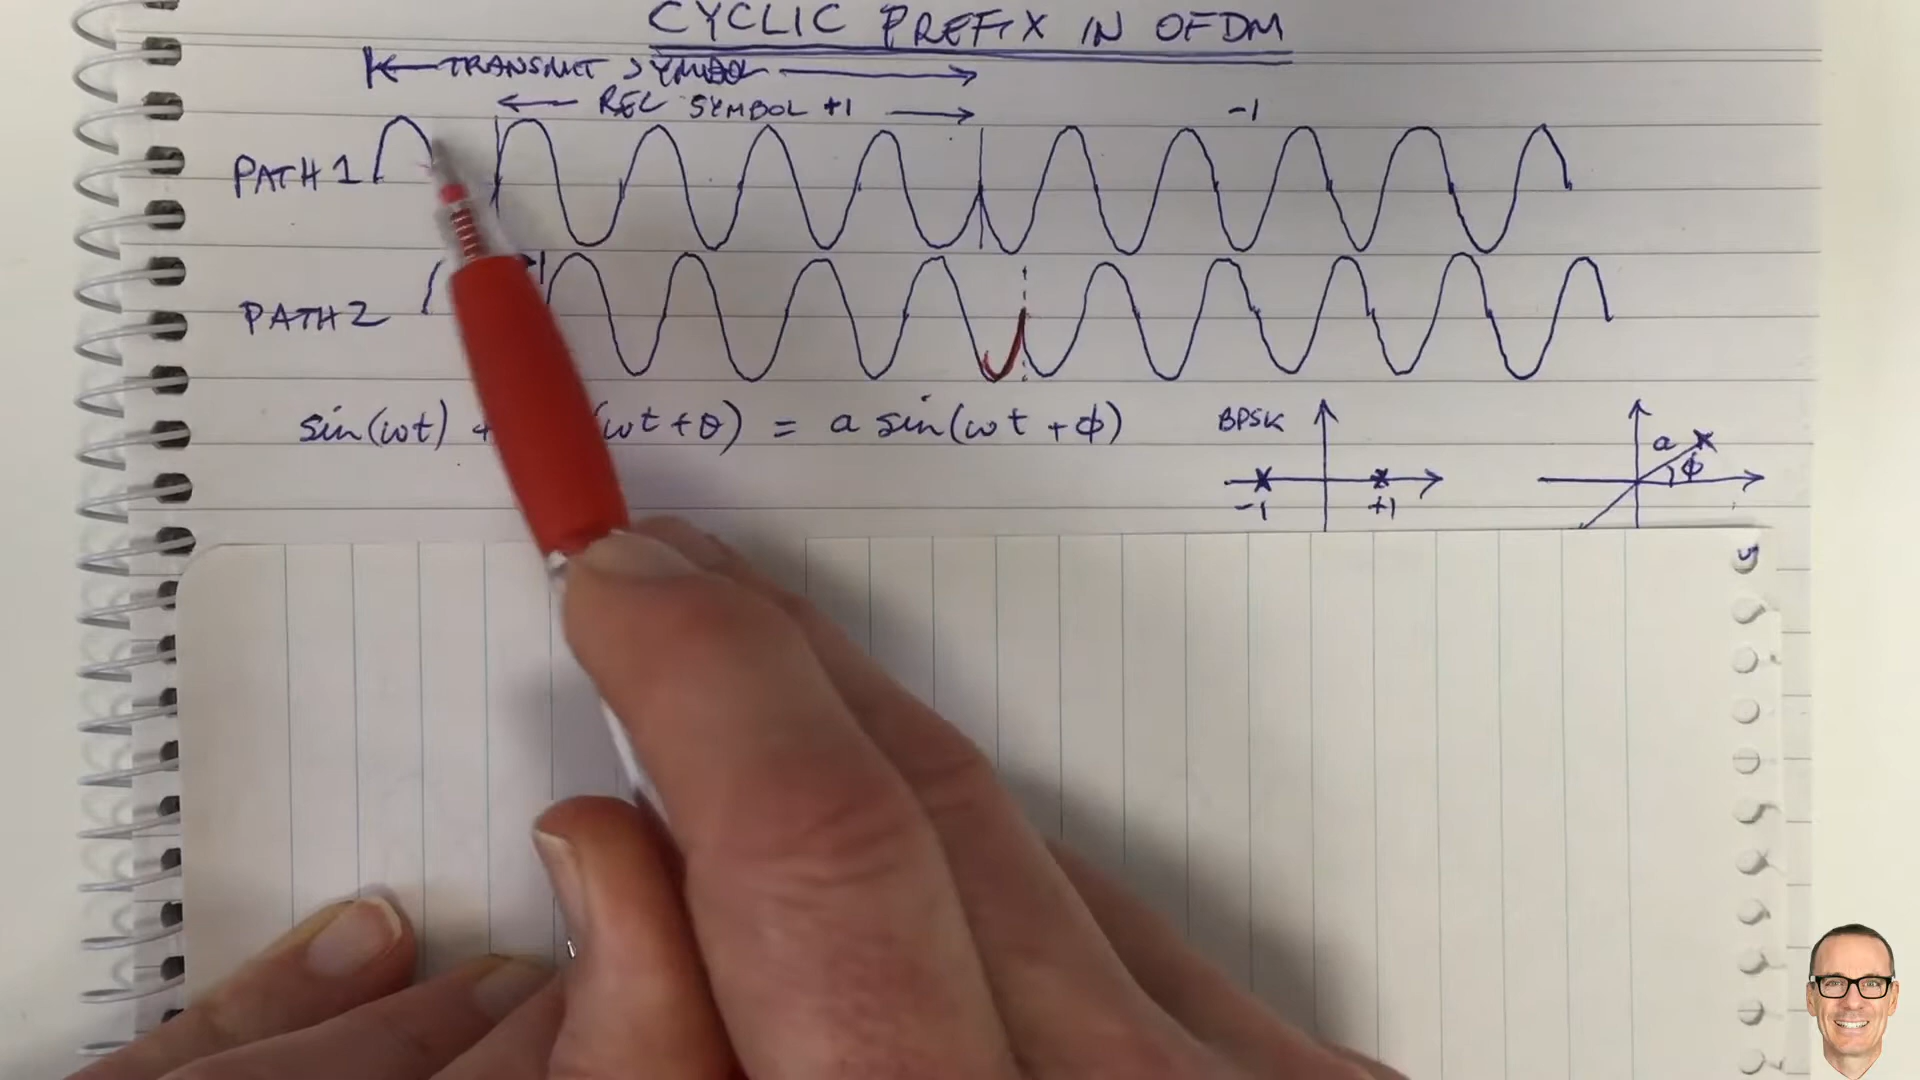 CYCLIC PREFIX IN OFDM
TRANSMIT SYMBOL
REC SYMBOL +1 -1
PATH 1
PATH 2
sin(ωt) + (ωt + θ) = a sin(ωt + φ)
BPSK
a
φ
-1 +1